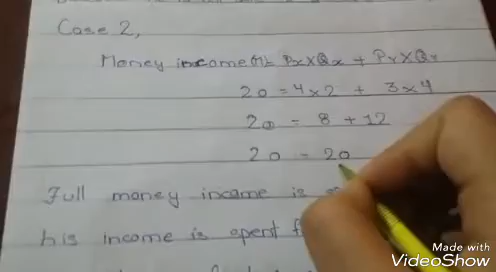 Case 2,
Money income(M)= Px×Qx + Py×Qy
20 = 4×2 + 3×4
20 = 8 + 12
20 = 20
Full money income is
his income is spent
Made with
VideoShow